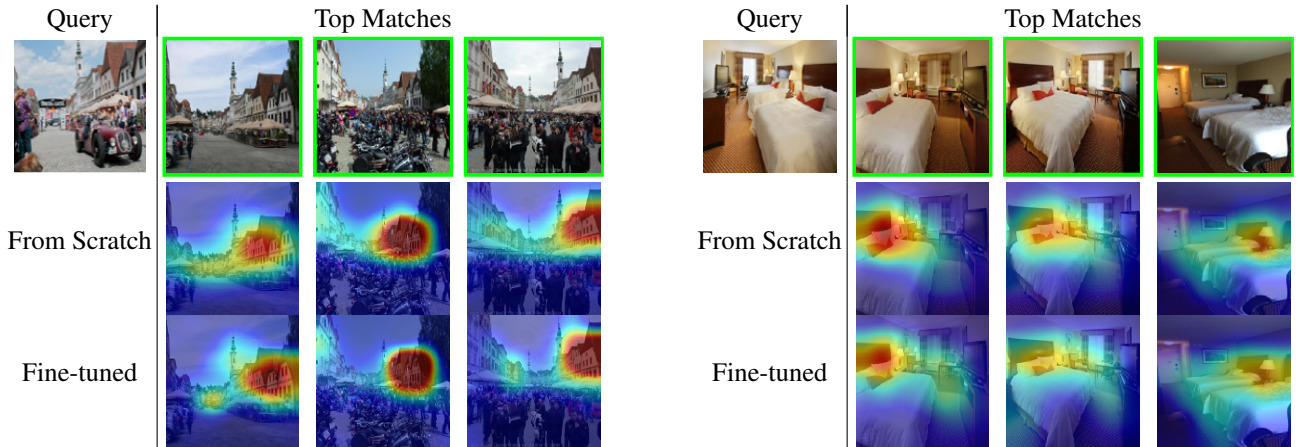 Query Top Matches Query Top Matches
From Scratch From Scratch
Fine-tuned Fine-tuned